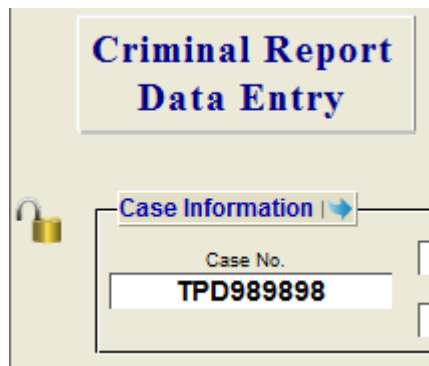 Criminal Report
Data Entry
Case Information
Case No.
TPD989898